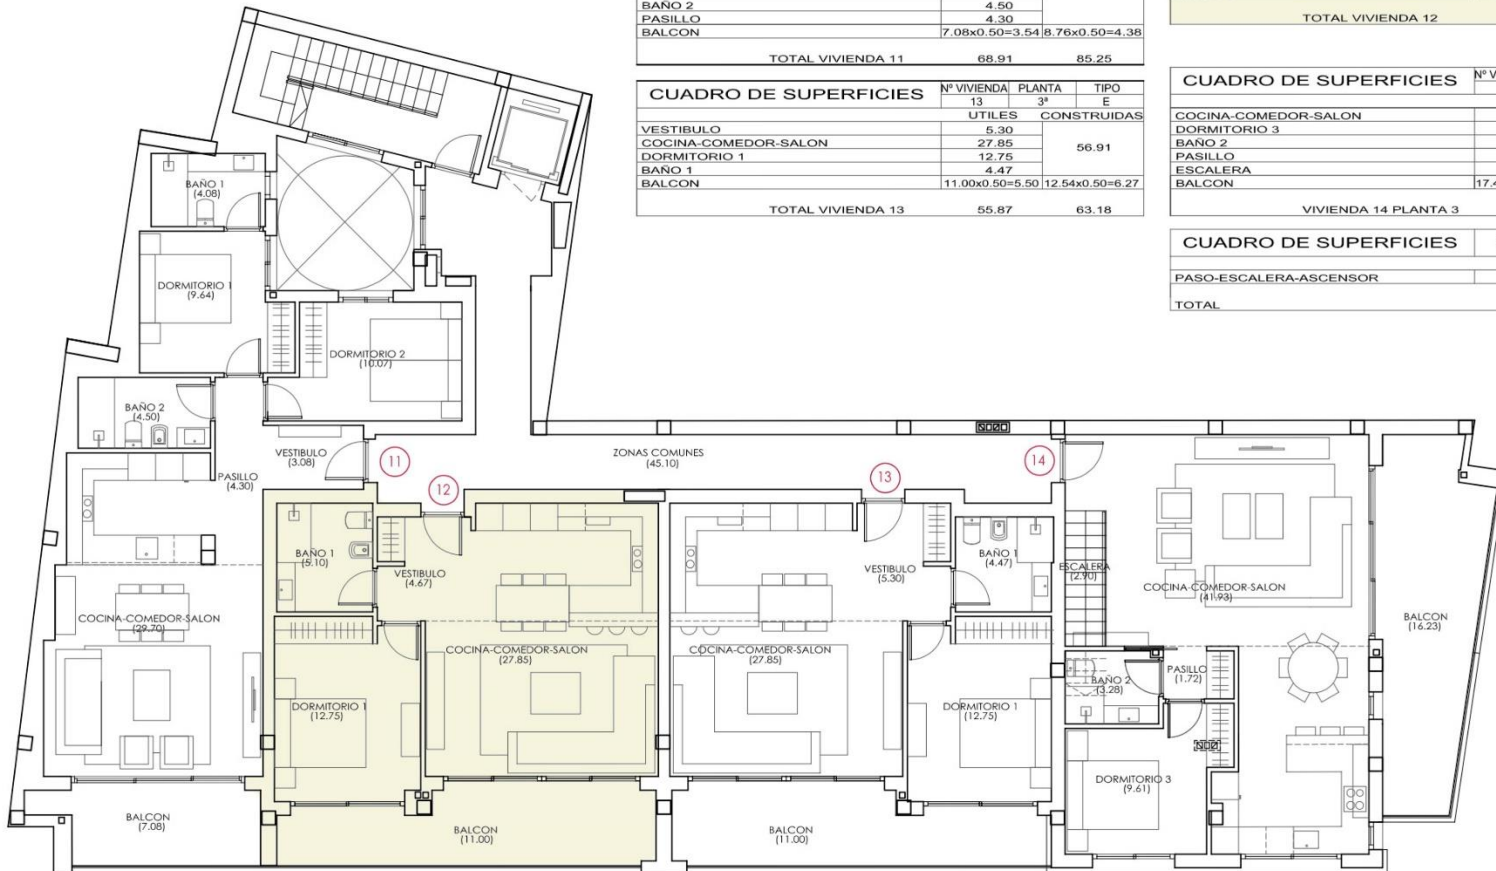 BAÑO 2 4.50
PASILLO 4.30
BALCON 7.08x0.50=3.54 8.76x0.50=4.38
TOTAL VIVIENDA 11 68.91 85.25
TOTAL VIVIENDA 12
CUADRO DE SUPERFICIES Nº VIVIENDA PLANTA TIPO
13 3ª E
UTILES CONSTRUIDAS
VESTIBULO 5.30
COCINA-COMEDOR-SALON 27.85
56.91
DORMITORIO 1 12.75
BAÑO 1 4.47
BALCON 11.00x0.50=5.50 12.54x0.50=6.27
TOTAL VIVIENDA 13 55.87 63.18
CUADRO DE SUPERFICIES Nº V
COCINA-COMEDOR-SALON
DORMITORIO 3
BAÑO 2
PASILLO
ESCALERA
BALCON 17.4
VIVIENDA 14 PLANTA 3
CUADRO DE SUPERFICIES
PASO-ESCALERA-ASCENSOR
TOTAL
BAÑO 1
(4.08)
DORMITORIO 1
(9.64)
DORMITORIO 2
(10.07)
BAÑO 2
(4.50)
VESTIBULO
(3.08)
PASILLO
(4.30)
11
12
ZONAS COMUNES
(45.10)
13
14
BAÑO 1
(5.10)
VESTIBULO
(4.67)
VESTIBULO
(5.30)
BAÑO 1
(4.47)
ESCALERA
(2.90)
COCINA-COMEDOR-SALON
(41.93)
BALCON
(16.23)
COCINA-COMEDOR-SALON
(29.70)
COCINA-COMEDOR-SALON
(27.85)
COCINA-COMEDOR-SALON
(27.85)
BAÑO 2
(3.28)
PASILLO
(1.72)
DORMITORIO 1
(12.75)
DORMITORIO 1
(12.75)
DORMITORIO 3
(9.61)
BALCON
(7.08)
BALCON
(11.00)
BALCON
(11.00)